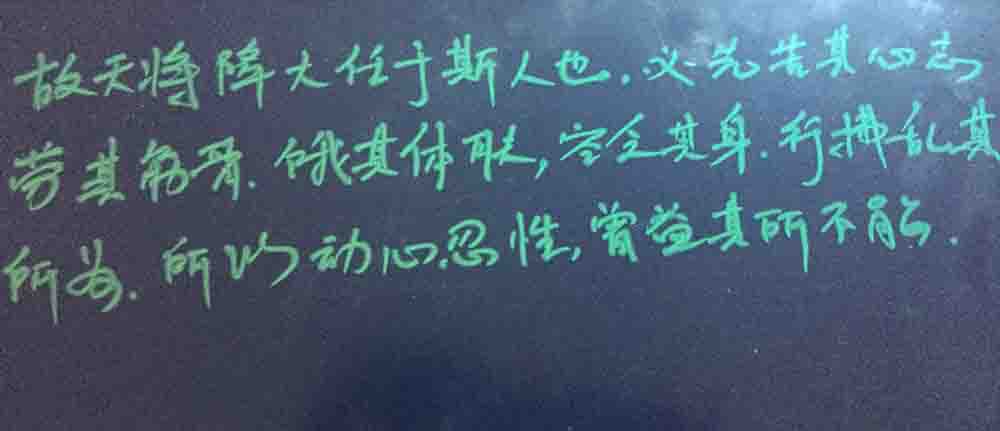 故天将降大任于斯人也,必先苦其心志
劳其筋骨.饿其体肤,空乏其身.行拂乱其
所为.所以动心忍性,曾益其所不能.